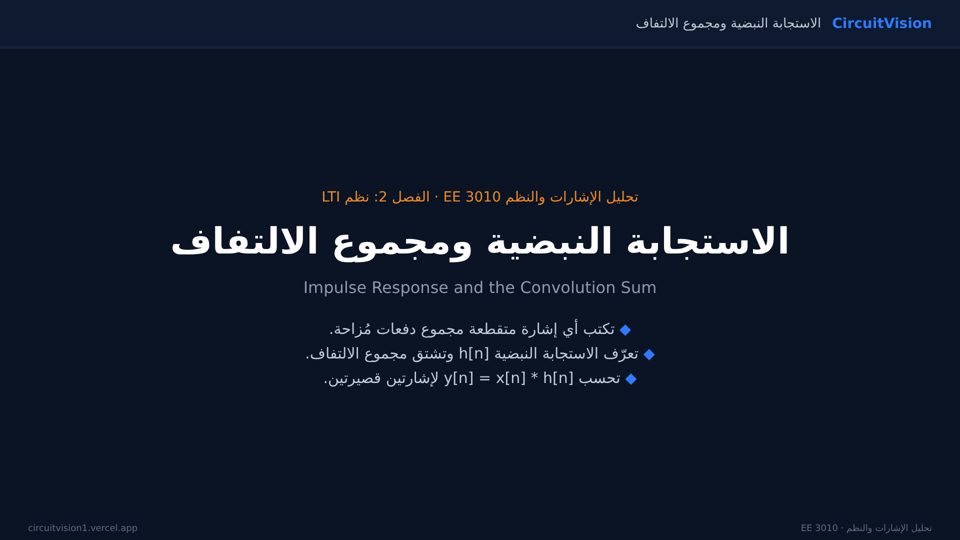 CircuitVision الاستجابة النبضية ومجموع الالتفاف
تحليل الإشارات والنظم EE 3010 · الفصل 2: نظم LTI
الاستجابة النبضية ومجموع الالتفاف
Impulse Response and the Convolution Sum
◆ تكتب أي إشارة متقطعة مجموع دفعات مُزاحة.
◆ تعرّف الاستجابة النبضية h[n] وتشتق مجموع الالتفاف.
◆ تحسب y[n] = x[n] * h[n] لإشارتين قصيرتين.
تحليل الإشارات والنظم · EE 3010
circuitvision1.vercel.app